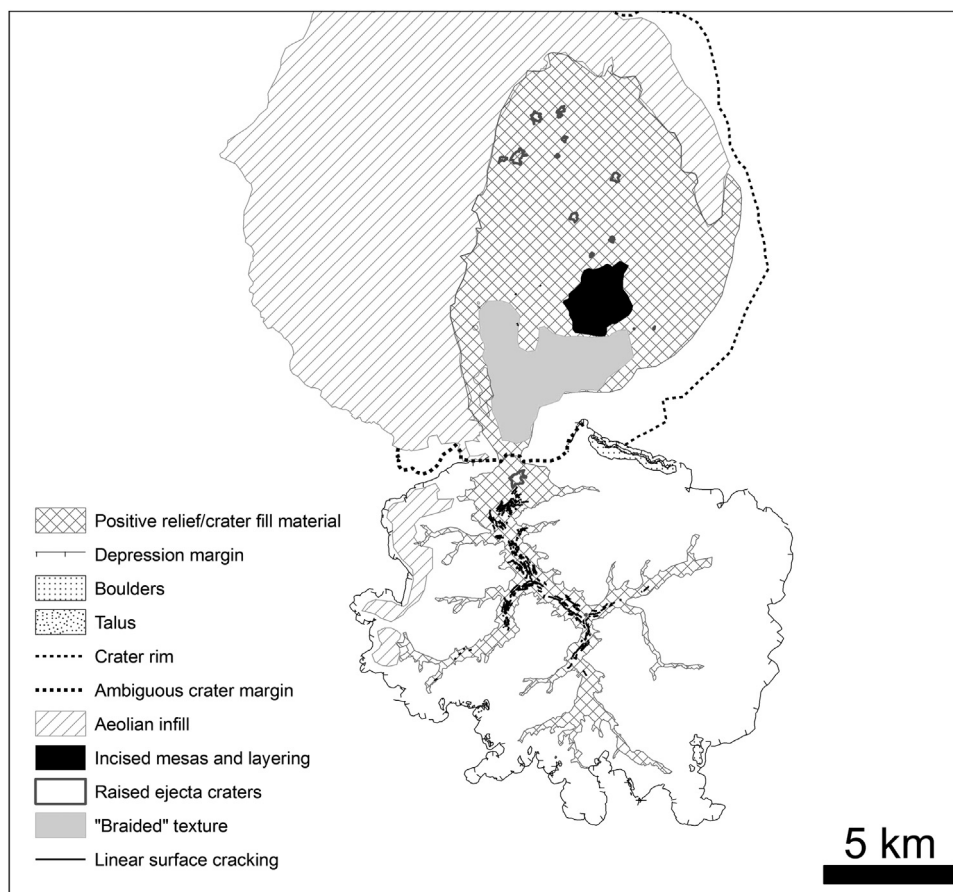 Positive relief/crater fill material
Depression margin
Boulders
Talus
Crater rim
Ambiguous crater margin
Aeolian infill
Incised mesas and layering
Raised ejecta craters
"Braided" texture
Linear surface cracking
5 km